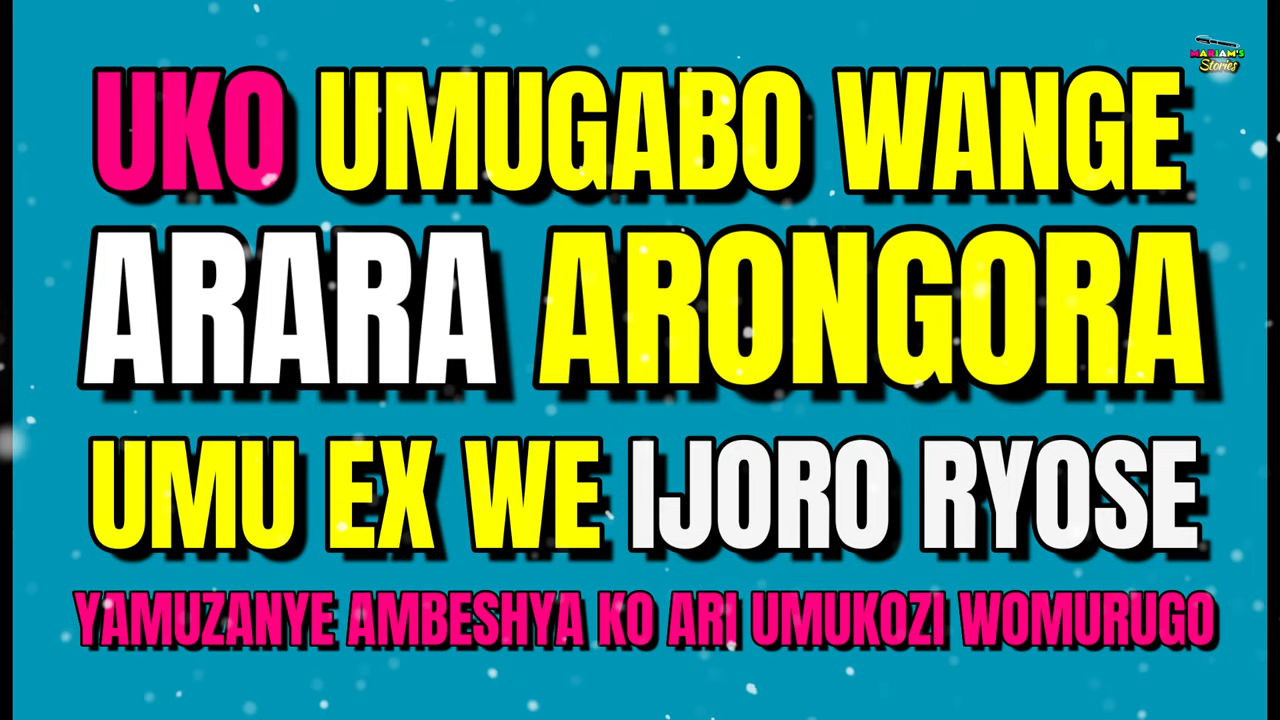 MARIAM'S
Stories
UKO UMUGABO WANGE
ARARA ARONGORA
UMU EX WE IJORO RYOSE
YAMUZANYE AMBESHYA KO ARI UMUKOZI WOMURUGO